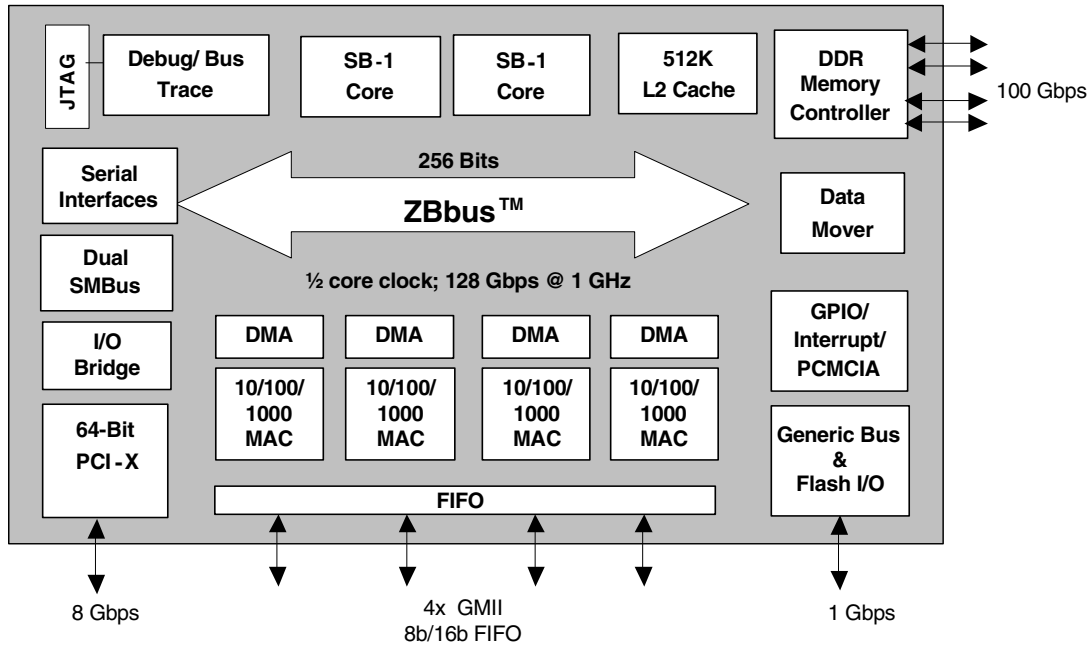 JTAG
Debug/ Bus
Trace
SB-1
Core
SB-1
Core
512K
L2 Cache
DDR
Memory
Controller
100 Gbps
Serial
Interfaces
256 Bits
ZBbus™
Data
Mover
Dual
SMBus
½ core clock; 128 Gbps @ 1 GHz
I/O
Bridge
DMA
DMA
DMA
DMA
GPIO/
Interrupt/
PCMCIA
64-Bit
PCI-X
10/100/
1000
MAC
10/100/
1000
MAC
10/100/
1000
MAC
10/100/
1000
MAC
Generic Bus
&
Flash I/O
FIFO
8 Gbps
4x GMII
8b/16b FIFO
1 Gbps